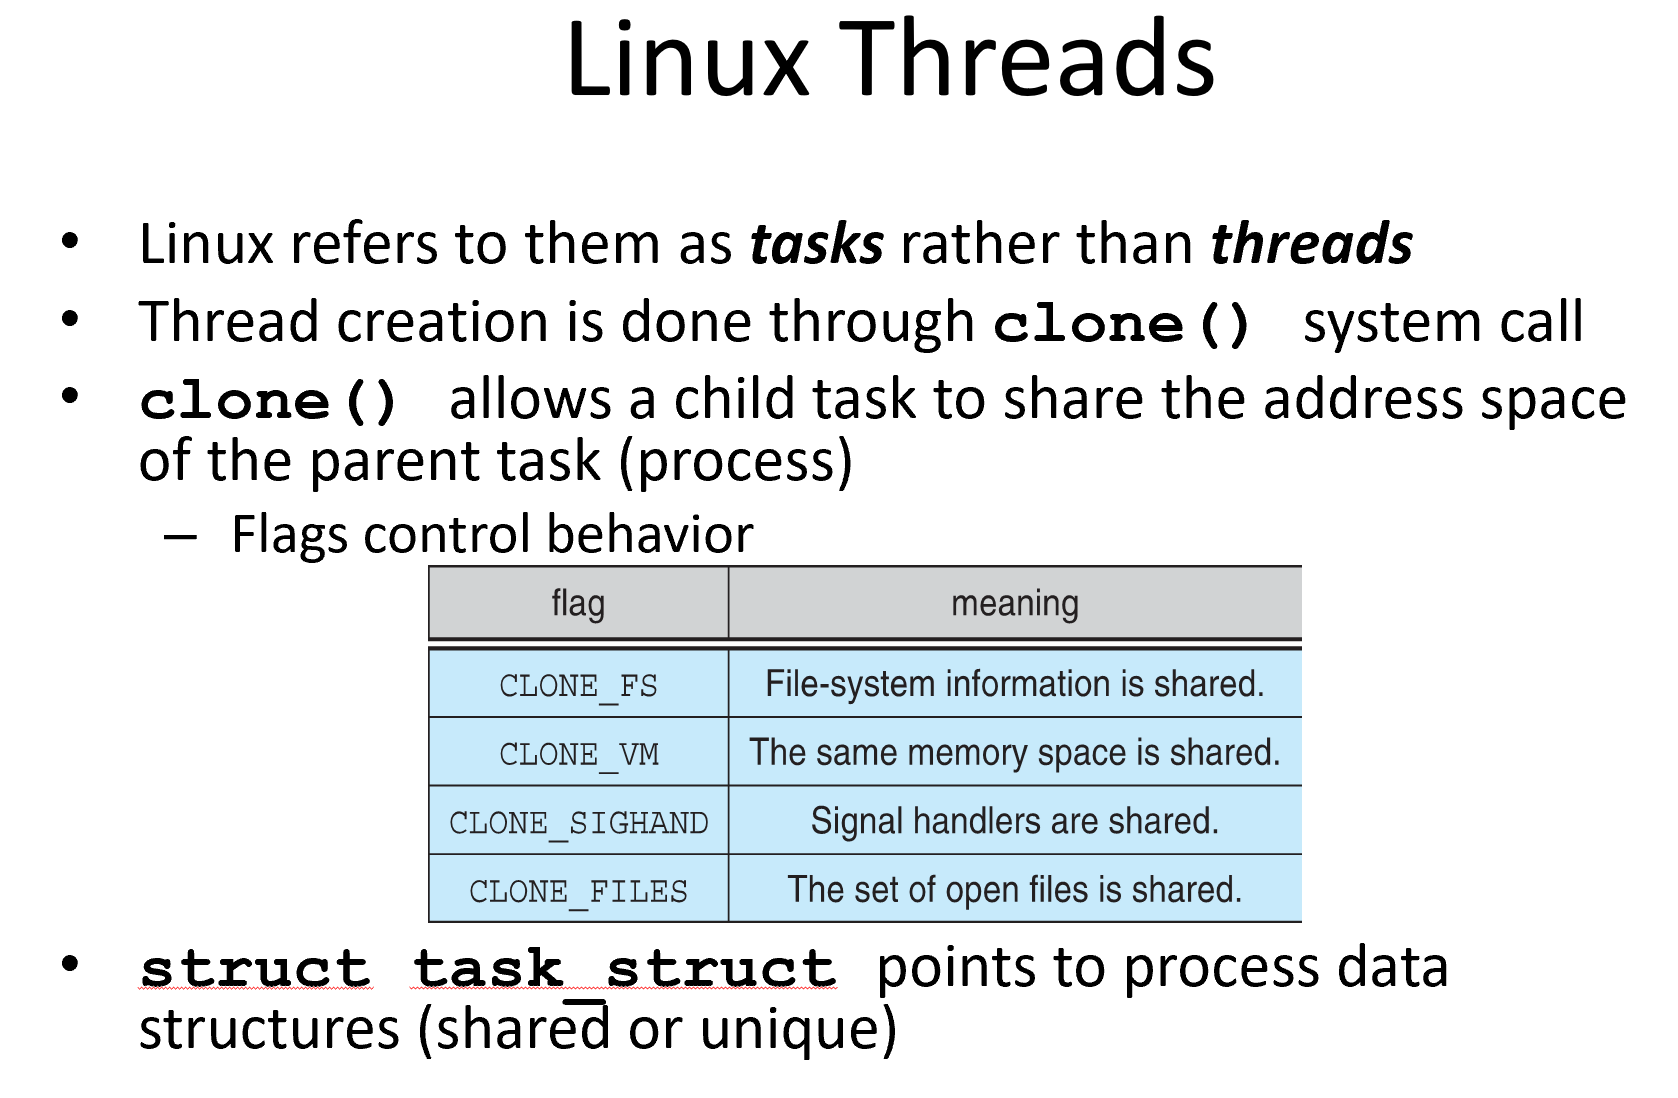 Linux Threads
• Linux refers to them as tasks rather than threads
• Thread creation is done through clone() system call
• clone() allows a child task to share the address space
of the parent task (process)
– Flags control behavior
flag meaning
CLONE_FS File-system information is shared.
CLONE_VM The same memory space is shared.
CLONE_SIGHAND Signal handlers are shared.
CLONE_FILES The set of open files is shared.
• struct task_struct points to process data
structures (shared or unique)